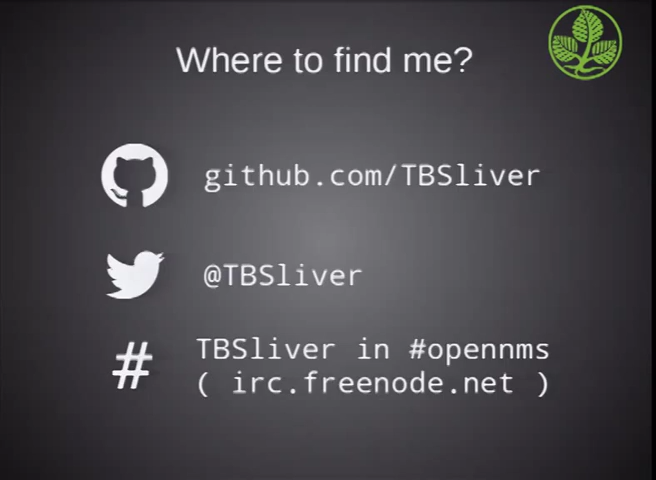 Where to find me?
github.com/TBSliver
@TBSliver
# TBSliver in #opennms
( irc.freenode.net )